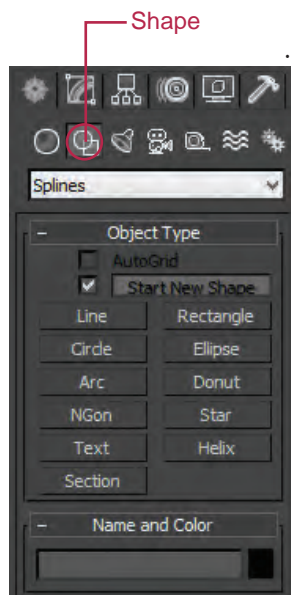 Shape
.
Splines
– Object Type
AutoGrid
Start New Shape
Line Rectangle
Circle Ellipse
Arc Donut
NGon Star
Text Helix
Section
– Name and Color